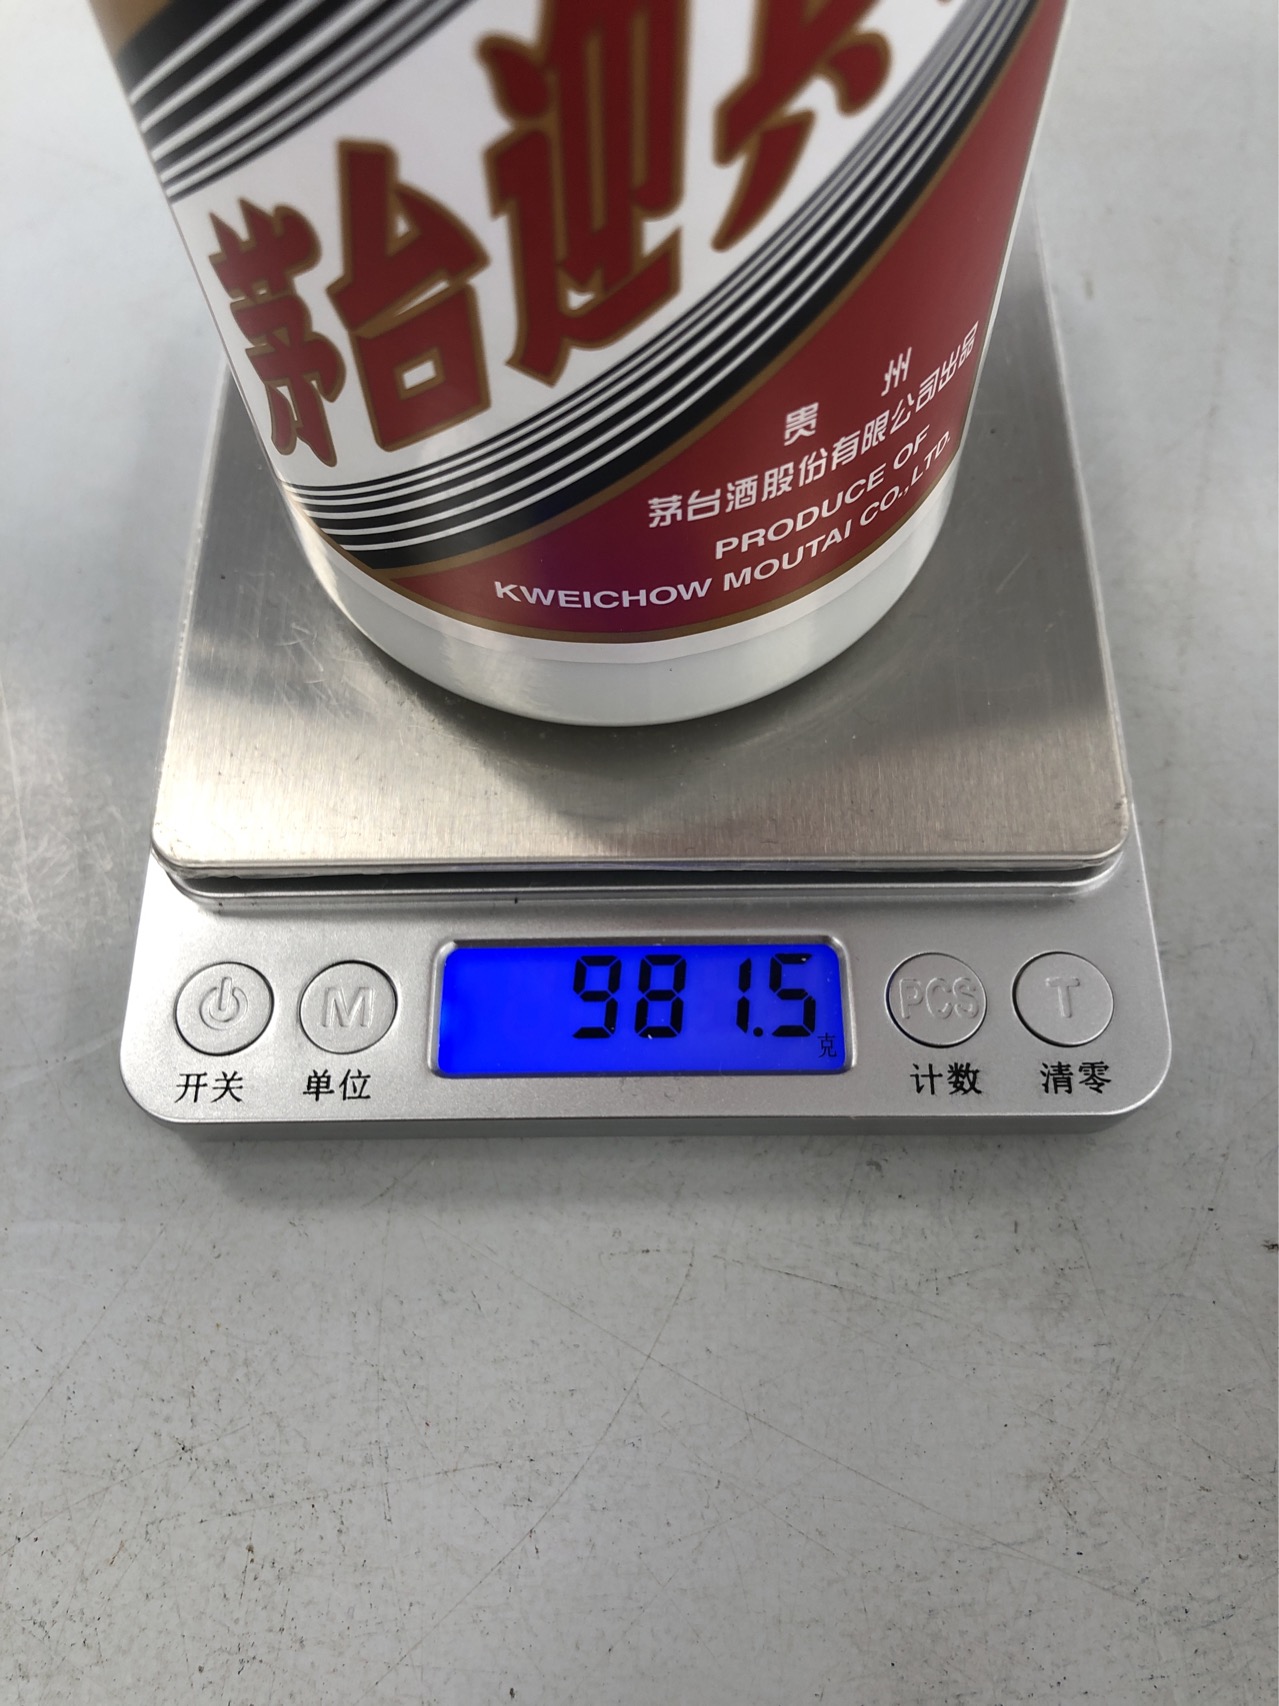 茅台迎
贵州
茅台酒股份有限公司出品
PRODUCE OF
KWEICHOW MOUTAI CO.,LTD.
981.5
克
M
PCS
T
开关
单位
计数
清零